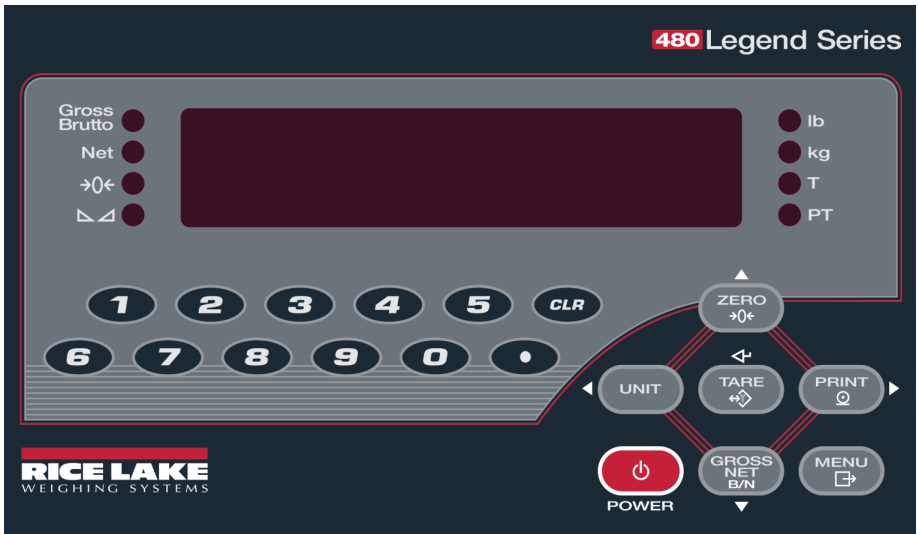 480 Legend Series
Gross
Brutto
Net
→0←
lb
kg
T
PT
1 2 3 4 5 CLR
6 7 8 9 0 .
ZERO
→0←
UNIT
TARE
T
PRINT
GROSS
NET
B/N
MENU
POWER
RICE LAKE
WEIGHING SYSTEMS